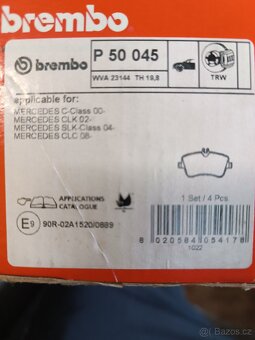 brembo
brembo
P 50 045
WVA 23144 TH 19,8
TRW
applicable for:
MERCEDES C-Class 00-
MERCEDES CLK 02-
MERCEDES SLK-Class 04-
MERCEDES CLC 08-
APPLICATIONS
CATALOGUE
1 Set / 4 Pcs
E9 90R-02A1520/0889
8 020584 054178
1022
bazoš.cz